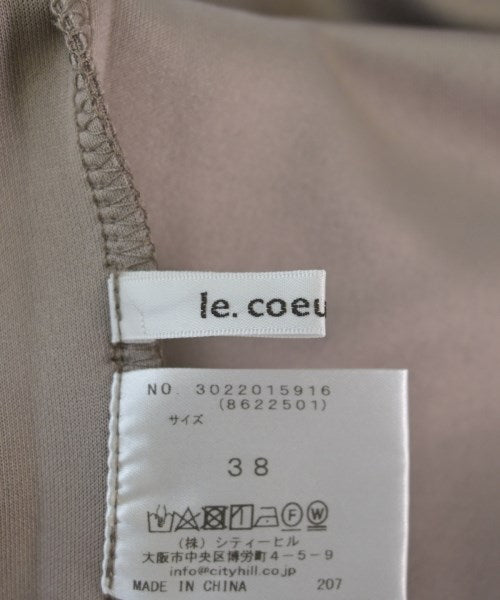 le. coeu
NO. 3022015916
(8622501)
サイズ
38
(株) シティーヒル
大阪市中央区博労町4-5-9
info@cityhill.co.jp
MADE IN CHINA 207